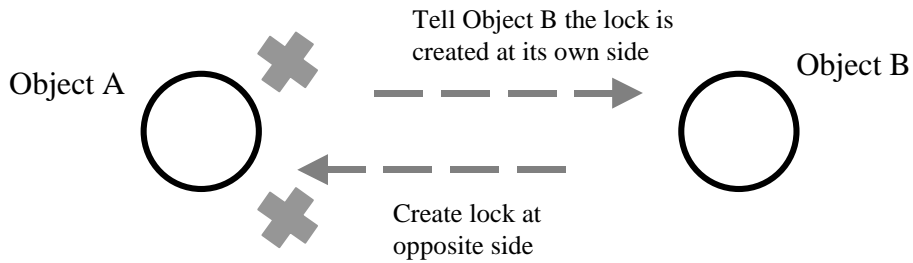 Tell Object B the lock is
created at its own side
Object A
Object B
Create lock at
opposite side